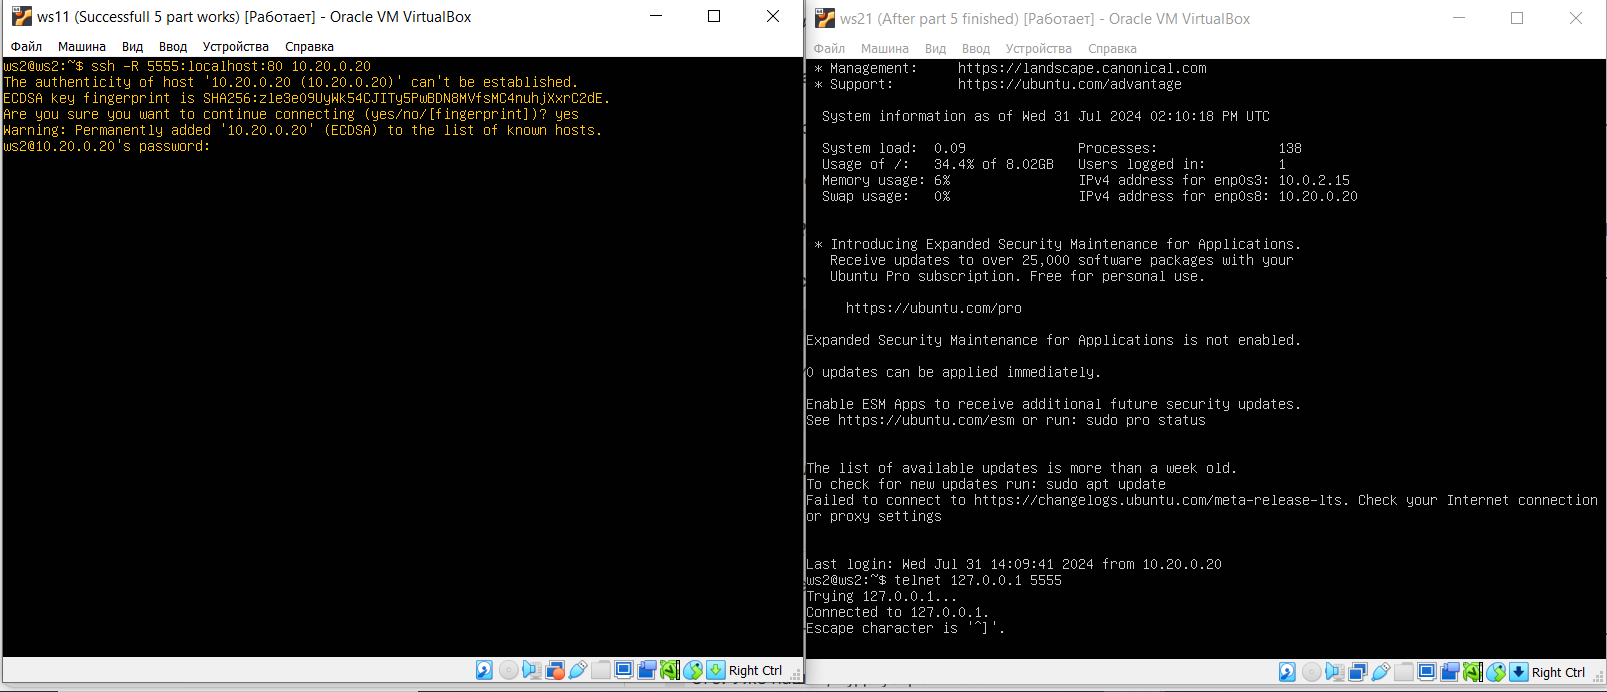 ws11 (Successfull 5 part works) [Работает] - Oracle VM VirtualBox
Файл Машина Вид Ввод Устройства Справка
ws2@ws2:~$ ssh -R 5555:localhost:80 10.20.0.20
The authenticity of host '10.20.0.20 (10.20.0.20)' can't be established.
ECDSA key fingerprint is SHA256:z1e3e09UyWk54CJITy5PwBDN8MVfsMC4nuhjXxrC2dE.
Are you sure you want to continue connecting (yes/no/[fingerprint])? yes
Warning: Permanently added '10.20.0.20' (ECDSA) to the list of known hosts.
ws2@10.20.0.20's password:
Right Ctrl
ws21 (After part 5 finished) [Работает] - Oracle VM VirtualBox
Файл Машина Вид Ввод Устройства Справка
* Management: https://landscape.canonical.com
* Support: https://ubuntu.com/advantage
System information as of Wed 31 Jul 2024 02:10:18 PM UTC
System load: 0.09 Processes: 138
Usage of /: 34.4% of 8.02GB Users logged in: 1
Memory usage: 6% IPv4 address for enp0s3: 10.0.2.15
Swap usage: 0% IPv4 address for enp0s8: 10.20.0.20
* Introducing Expanded Security Maintenance for Applications.
Receive updates to over 25,000 software packages with your
Ubuntu Pro subscription. Free for personal use.
https://ubuntu.com/pro
Expanded Security Maintenance for Applications is not enabled.
0 updates can be applied immediately.
Enable ESM Apps to receive additional future security updates.
See https://ubuntu.com/esm or run: sudo pro status
The list of available updates is more than a week old.
To check for new updates run: sudo apt update
Failed to connect to https://changelogs.ubuntu.com/meta-release-lts. Check your Internet connection
or proxy settings
Last login: Wed Jul 31 14:09:41 2024 from 10.20.0.20
ws2@ws2:~$ telnet 127.0.0.1 5555
Trying 127.0.0.1...
Connected to 127.0.0.1.
Escape character is '^]'.
Right Ctrl